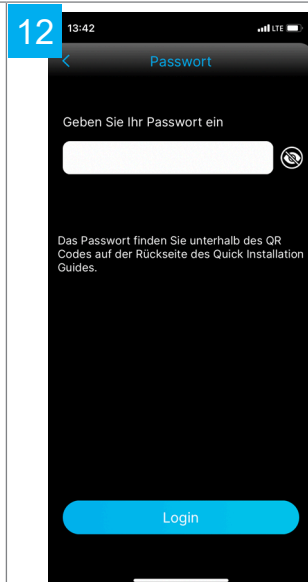 12
13:42
LTE
Passwort
Geben Sie Ihr Passwort ein
Das Passwort finden Sie unterhalb des QR
Codes auf der Rückseite des Quick Installation
Guides.
Login